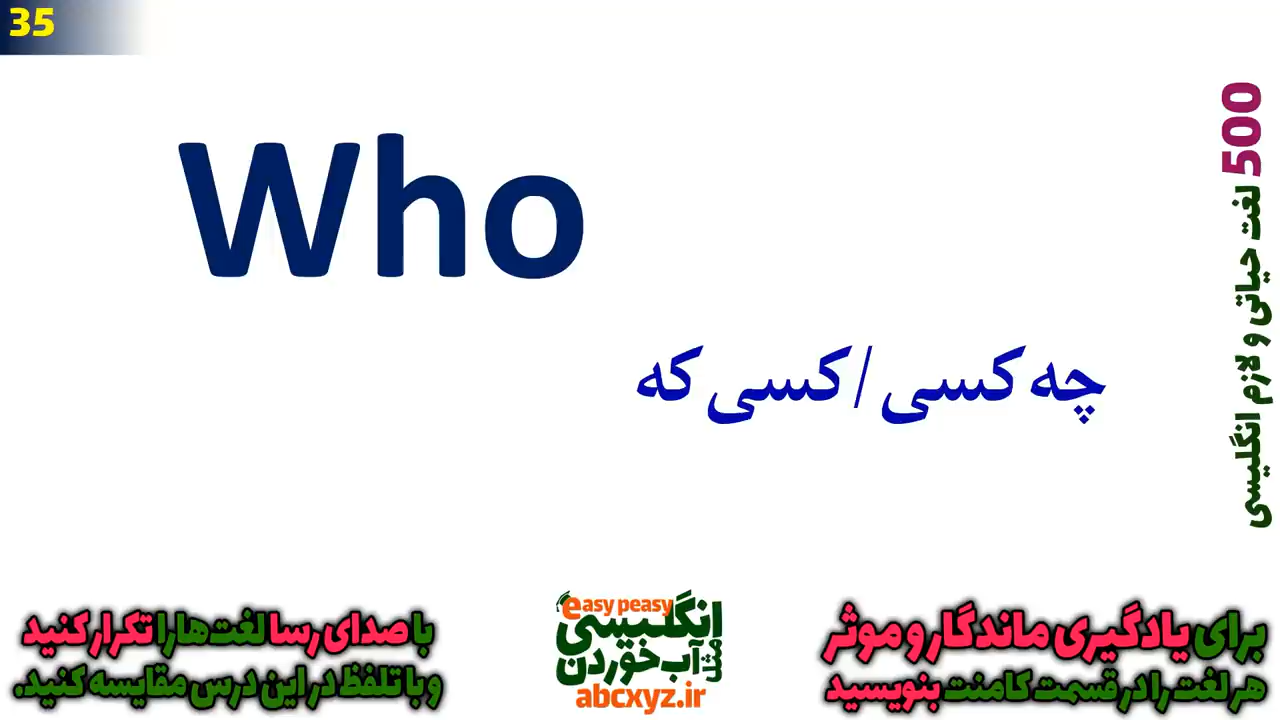 35
Who
چه کسی / کسی که
500 لغت حیاتی و لازم انگلیسی
برای یادگیری ماندگار و موثر
هر لغت را در قسمت کامنت بنویسید
easy peasy
انگلیسی
مثل
آب خوردن
abcxyz.ir
با صدای رسا لغت‌ها را تکرار کنید
و با تلفظ در این درس مقایسه کنید.